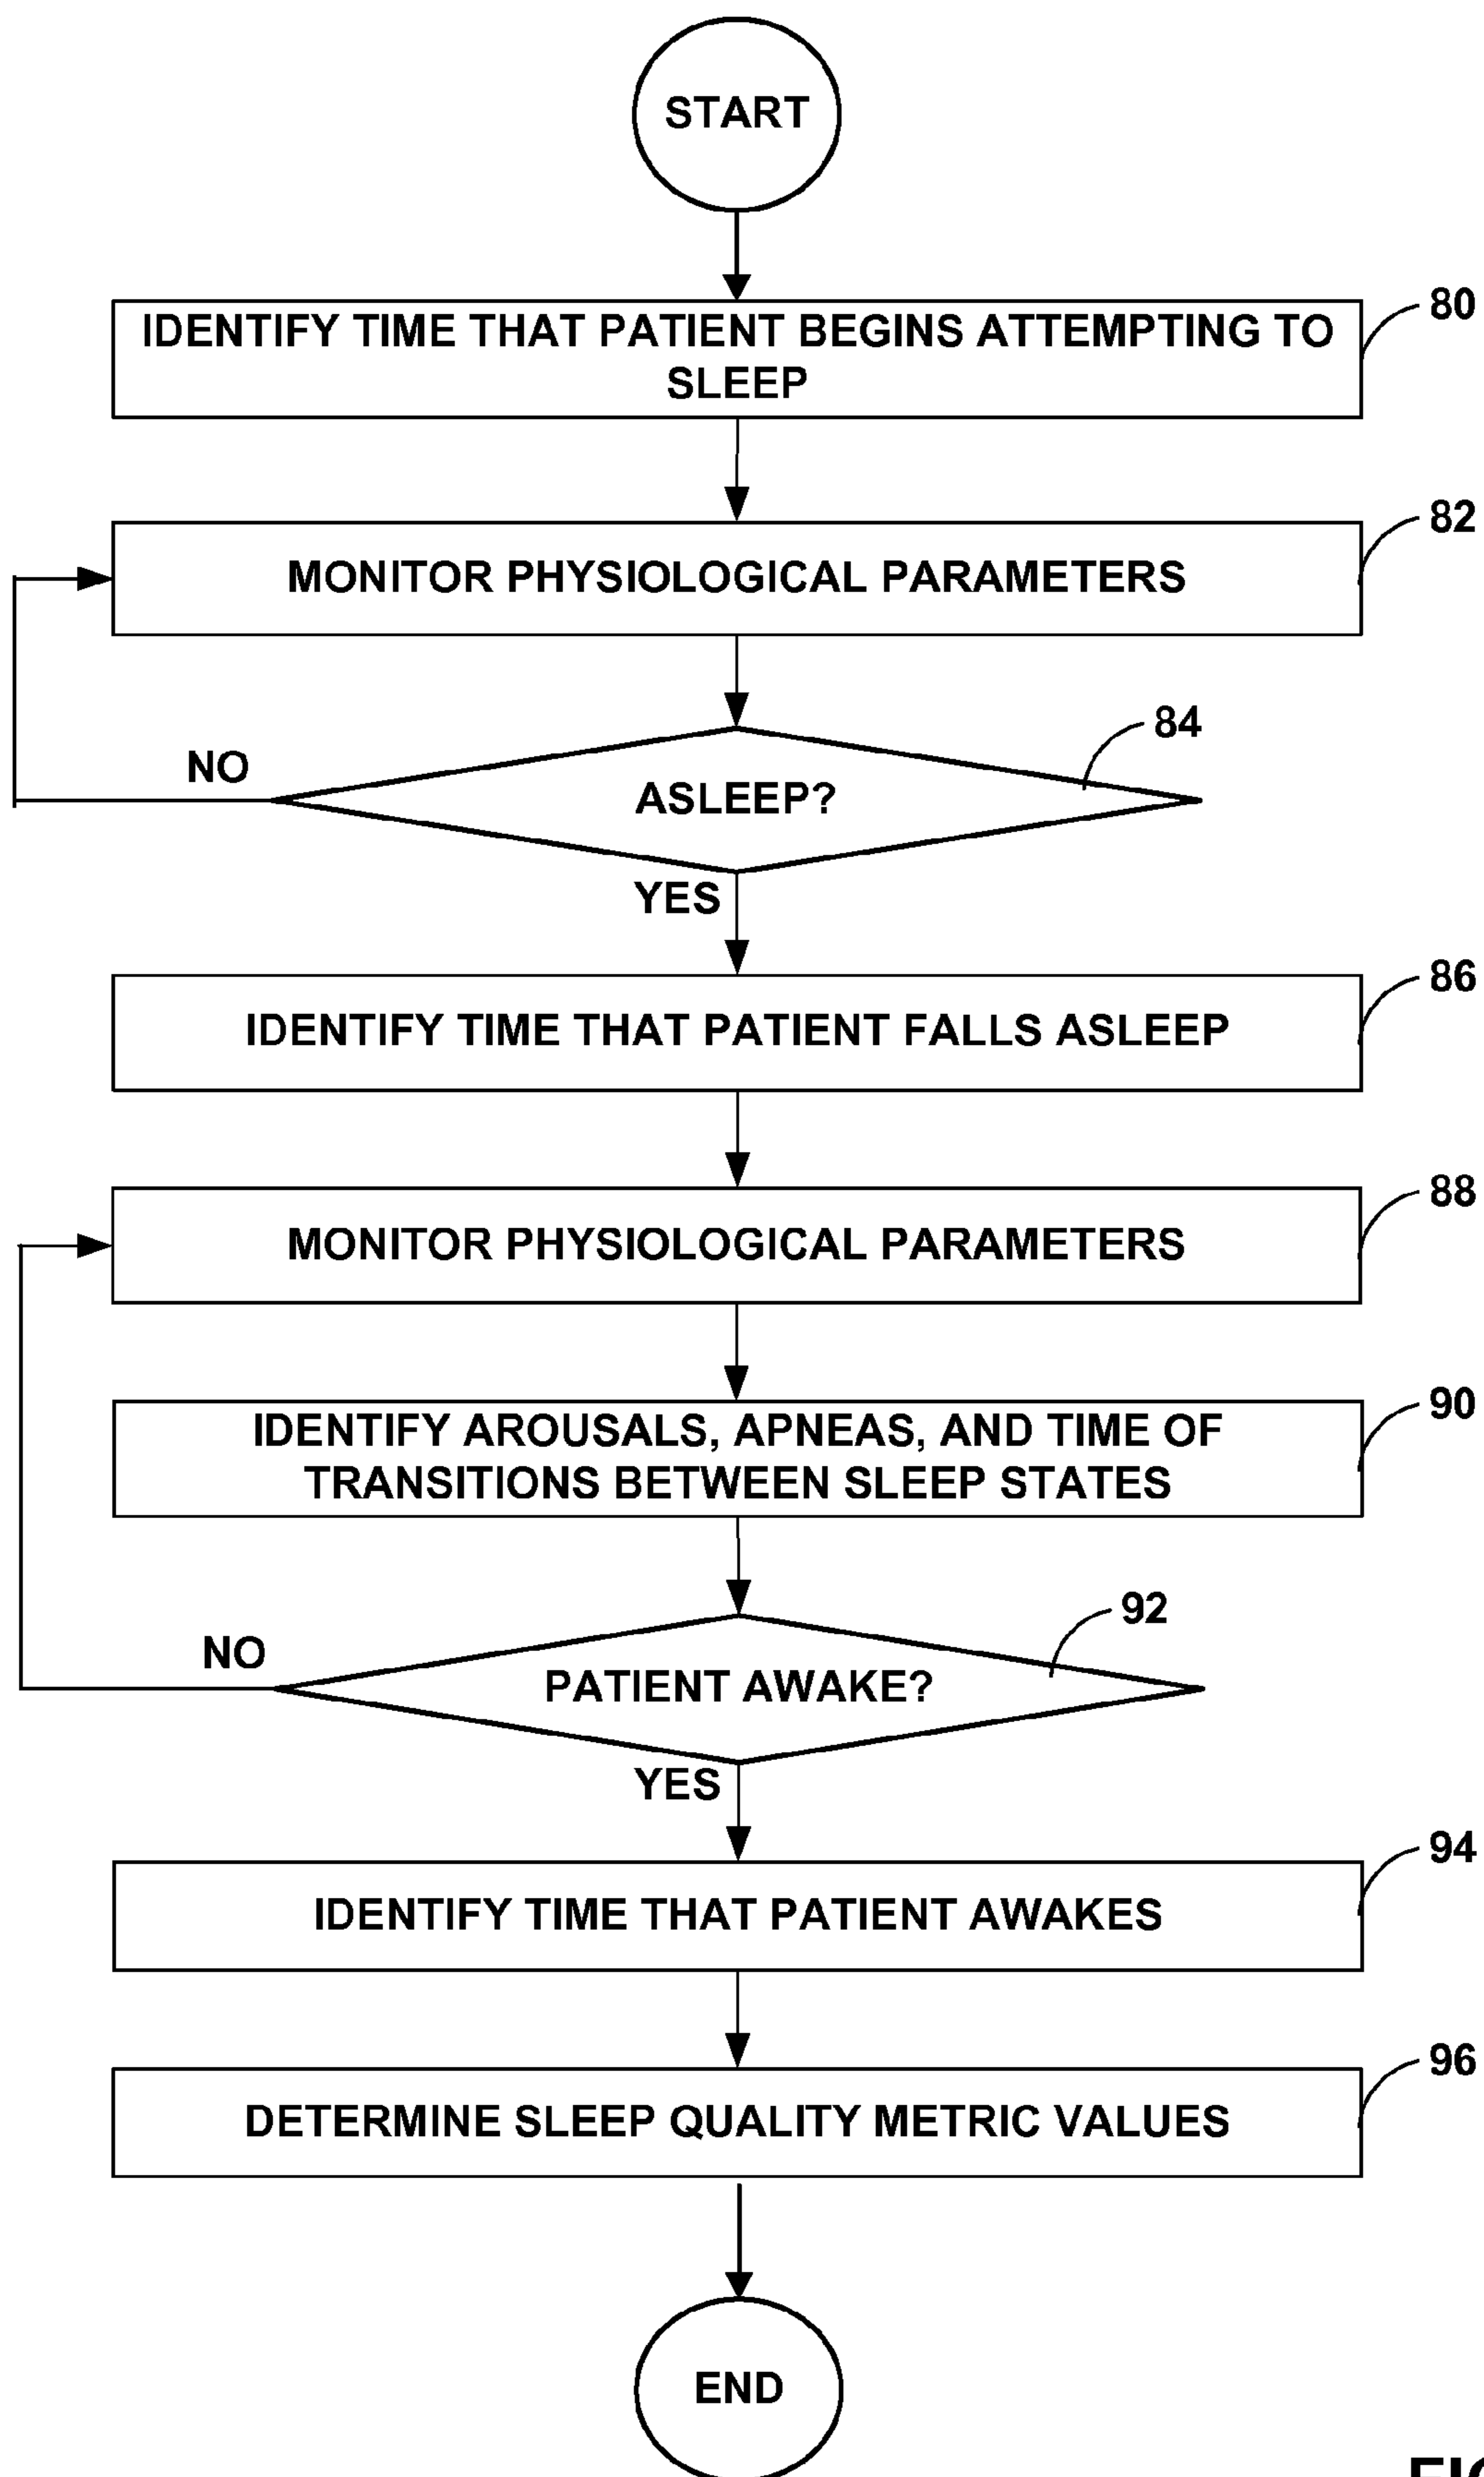 START
IDENTIFY TIME THAT PATIENT BEGINS ATTEMPTING TO
SLEEP
80
MONITOR PHYSIOLOGICAL PARAMETERS
82
ASLEEP?
84
NO
YES
IDENTIFY TIME THAT PATIENT FALLS ASLEEP
86
MONITOR PHYSIOLOGICAL PARAMETERS
88
IDENTIFY AROUSALS, APNEAS, AND TIME OF
TRANSITIONS BETWEEN SLEEP STATES
90
PATIENT AWAKE?
92
NO
YES
IDENTIFY TIME THAT PATIENT AWAKES
94
DETERMINE SLEEP QUALITY METRIC VALUES
96
END